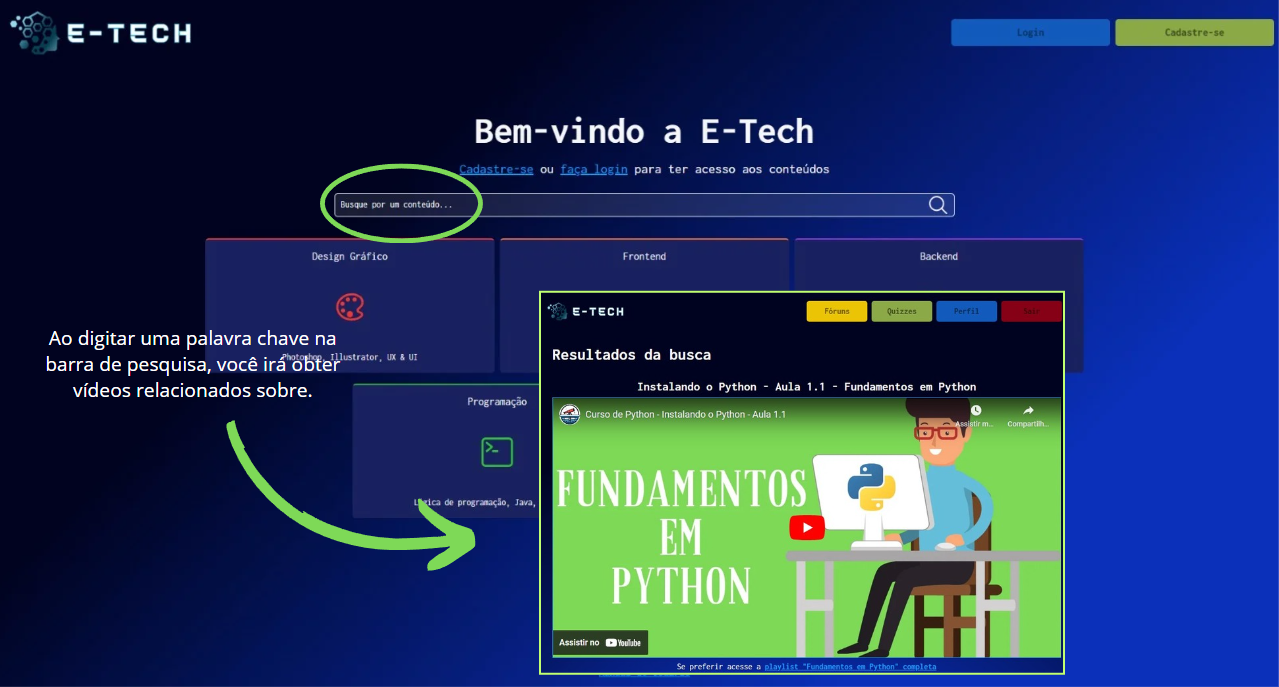 E-TECH
Login
Cadastre-se
Bem-vindo a E-Tech
Cadastre-se ou faça login para ter acesso aos conteúdos
Busque por um conteúdo...
Design Gráfico
Frontend
Backend
Photoshop, Illustrator, UX & UI
Ao digitar uma palavra chave na
barra de pesquisa, você irá obter
vídeos relacionados sobre.
Programação
Lógica de programação, Java,
E-TECH
Fóruns
Quizzes
Perfil
Sair
Resultados da busca
Instalando o Python - Aula 1.1 - Fundamentos em Python
Curso de Python - Instalando o Python - Aula 1.1
Assistir m...
Compartilh...
FUNDAMENTOS
EM
PYTHON
Assistir no YouTube
Se preferir acesse a playlist "Fundamentos em Python" completa